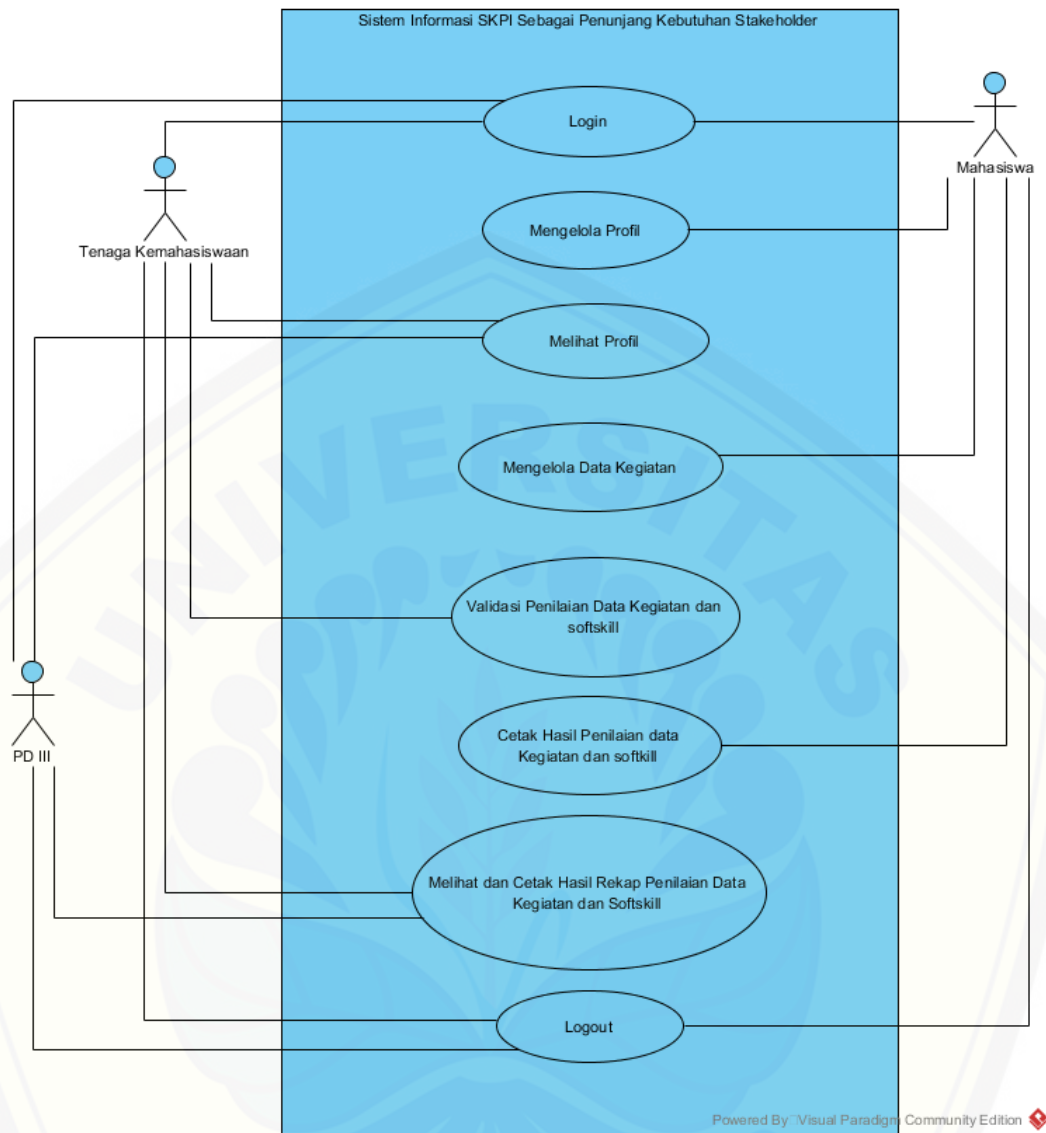 Sistem Informasi SKPI Sebagai Penunjang Kebutuhan Stakeholder
Login
Mahasiswa
Mengelola Profil
Tenaga Kemahasiswaan
Melihat Profil
UNIVERSITAS
Mengelola Data Kegiatan
Validasi Penilaian Data Kegiatan dan
softskill
PD III
Cetak Hasil Penilaian data
Kegiatan dan softkill
Melihat dan Cetak Hasil Rekap Penilaian Data
Kegiatan dan Softskill
Logout
Powered By Visual Paradigm Community Edition